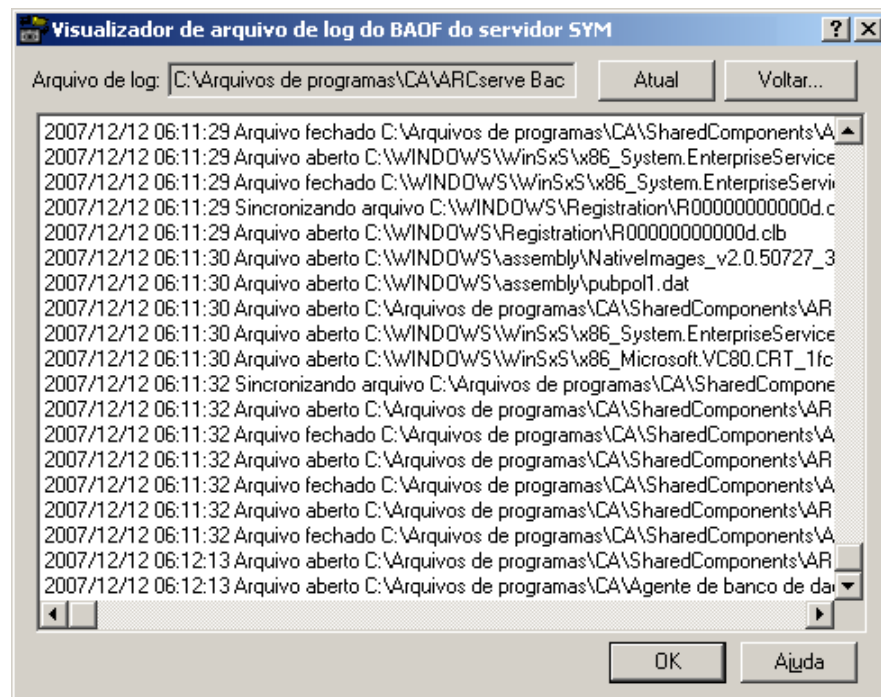 Visualizador de arquivo de log do BAOF do servidor SYM
Arquivo de log: C:\Arquivos de programas\CA\ARCserve Bac Atual Voltar...
2007/12/12 06:11:29 Arquivo fechado C:\Arquivos de programas\CA\SharedComponents\A
2007/12/12 06:11:29 Arquivo aberto C:\WINDOWS\WinSxS\x86_System.EnterpriseService
2007/12/12 06:11:29 Arquivo fechado C:\WINDOWS\WinSxS\x86_System.EnterpriseServi
2007/12/12 06:11:29 Sincronizando arquivo C:\WINDOWS\Registration\R00000000000d.c
2007/12/12 06:11:29 Arquivo aberto C:\WINDOWS\Registration\R00000000000d.clb
2007/12/12 06:11:30 Arquivo aberto C:\WINDOWS\assembly\NativeImages_v2.0.50727_3
2007/12/12 06:11:30 Arquivo aberto C:\WINDOWS\assembly\pubpol1.dat
2007/12/12 06:11:30 Arquivo aberto C:\Arquivos de programas\CA\SharedComponents\AR
2007/12/12 06:11:30 Arquivo aberto C:\WINDOWS\WinSxS\x86_System.EnterpriseService
2007/12/12 06:11:30 Arquivo aberto C:\WINDOWS\WinSxS\x86_Microsoft.VC80.CRT_1fc
2007/12/12 06:11:32 Sincronizando arquivo C:\Arquivos de programas\CA\SharedCompone
2007/12/12 06:11:32 Arquivo aberto C:\Arquivos de programas\CA\SharedComponents\AR
2007/12/12 06:11:32 Arquivo fechado C:\Arquivos de programas\CA\SharedComponents\A
2007/12/12 06:11:32 Arquivo aberto C:\Arquivos de programas\CA\SharedComponents\AR
2007/12/12 06:11:32 Arquivo fechado C:\Arquivos de programas\CA\SharedComponents\A
2007/12/12 06:11:32 Arquivo aberto C:\Arquivos de programas\CA\SharedComponents\AR
2007/12/12 06:11:32 Arquivo fechado C:\Arquivos de programas\CA\SharedComponents\A
2007/12/12 06:12:13 Arquivo aberto C:\Arquivos de programas\CA\SharedComponents\AR
2007/12/12 06:12:13 Arquivo aberto C:\Arquivos de programas\CA\Agente de banco de da
OK Ajuda